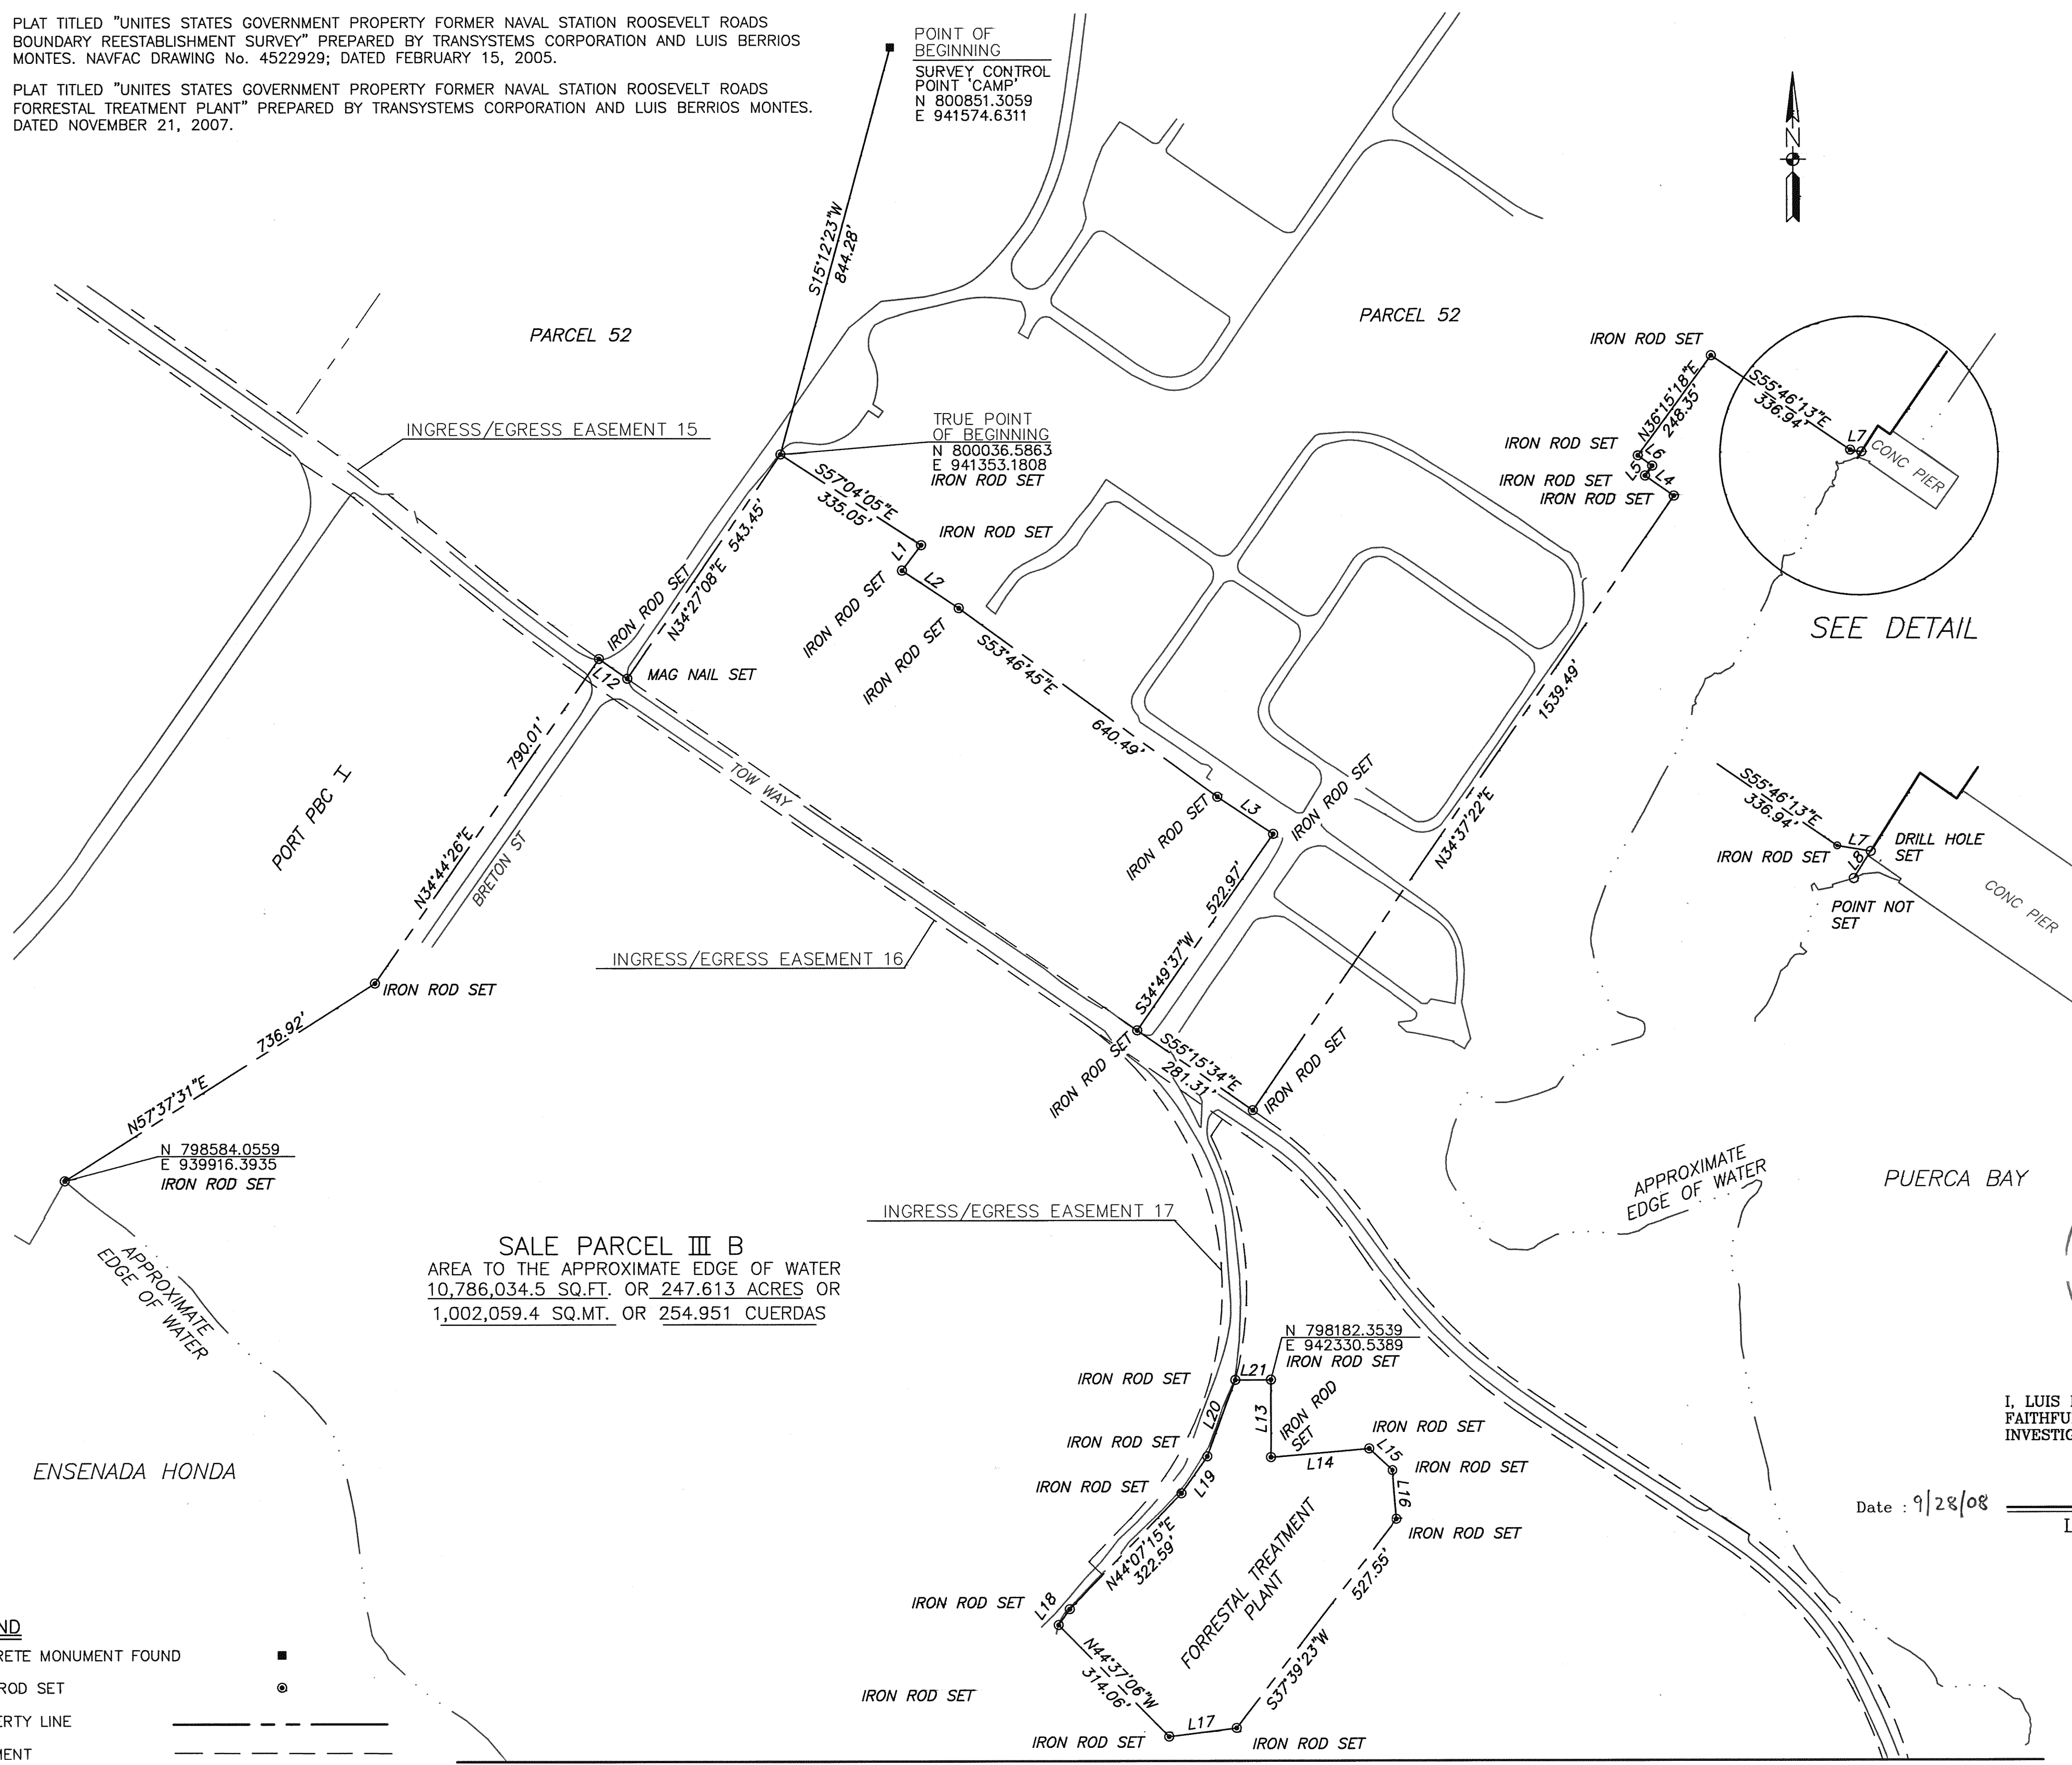 PLAT TITLED "UNITES STATES GOVERNMENT PROPERTY FORMER NAVAL STATION ROOSEVELT ROADS
BOUNDARY REESTABLISHMENT SURVEY" PREPARED BY TRANSYSTEMS CORPORATION AND LUIS BERRIOS
MONTES. NAVFAC DRAWING No. 4522929; DATED FEBRUARY 15, 2005.
PLAT TITLED "UNITES STATES GOVERNMENT PROPERTY FORMER NAVAL STATION ROOSEVELT ROADS
FORRESTAL TREATMENT PLANT" PREPARED BY TRANSYSTEMS CORPORATION AND LUIS BERRIOS MONTES.
DATED NOVEMBER 21, 2007.
POINT OF
BEGINNING
SURVEY CONTROL
POINT 'CAMP'
N 800851.3059
E 941574.6311
N
S15°12'23"W
844.28'
PARCEL 52
PARCEL 52
INGRESS/EGRESS EASEMENT 15
TRUE POINT
OF BEGINNING
N 800036.5863
E 941353.1808
IRON ROD SET
IRON ROD SET
N36°15'18"E
248.35'
S55°46'13"E
336.94'
L7
CONC PIER
IRON ROD SET
L6
L5
L4
IRON ROD SET
IRON ROD SET
SEE DETAIL
S57°04'05"E
335.05'
IRON ROD SET
L1
IRON ROD SET
L2
IRON ROD SET
N34°27'08"E 543.45'
IRON ROD SET
L12
MAG NAIL SET
S53°46'45"E
640.49'
1539.49'
N34°37'22"E
IRON ROD SET
L3
IRON ROD SET
790.01'
N34°44'26"E
BRETON ST
TOW WAY
PORT PBC I
S55°46'13"E
336.94'
L7
L8
IRON ROD SET
DRILL HOLE
SET
POINT NOT
SET
CONC PIER
522.97'
S34°49'37"W
INGRESS/EGRESS EASEMENT 16
IRON ROD SET
736.92'
N57°37'31"E
IRON ROD SET
S55°15'34"E
281.31'
IRON ROD SET
N 798584.0559
E 939916.3935
IRON ROD SET
APPROXIMATE
EDGE OF WATER
PUERCA BAY
INGRESS/EGRESS EASEMENT 17
APPROXIMATE
EDGE OF WATER
SALE PARCEL III B
AREA TO THE APPROXIMATE EDGE OF WATER
10,786,034.5 SQ.FT. OR 247.613 ACRES OR
1,002,059.4 SQ.MT. OR 254.951 CUERDAS
N 798182.3539
E 942330.5389
IRON ROD SET
IRON ROD SET
L21
L20
L13
IRON ROD
SET
IRON ROD SET
L14
L15
IRON ROD SET
IRON ROD SET
L16
IRON ROD SET
L19
IRON ROD SET
I, LUIS
FAITHFU
INVESTIG
Date : 9/28/08
ENSENADA HONDA
N44°07'15"E
322.59'
FORRESTAL TREATMENT
PLANT
527.55'
S37°39'23"W
IRON ROD SET
L18
N44°37'06"W
314.06'
IRON ROD SET
L17
IRON ROD SET
IRON ROD SET
ND
RETE MONUMENT FOUND
ROD SET
ERTY LINE
MENT